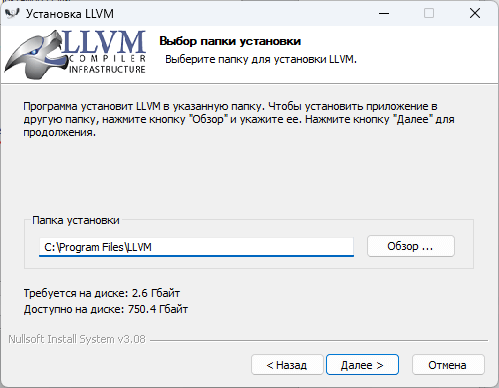 Установка LLVM
LLVM
COMPILER
INFRASTRUCTURE
Выбор папки установки
Выберите папку для установки LLVM.
Программа установит LLVM в указанную папку. Чтобы установить приложение в
другую папку, нажмите кнопку "Обзор" и укажите ее. Нажмите кнопку "Далее" для
продолжения.
Папка установки
C:\Program Files\LLVM
Обзор ...
Требуется на диске: 2.6 Гбайт
Доступно на диске: 750.4 Гбайт
Nullsoft Install System v3.08
< Назад
Далее >
Отмена